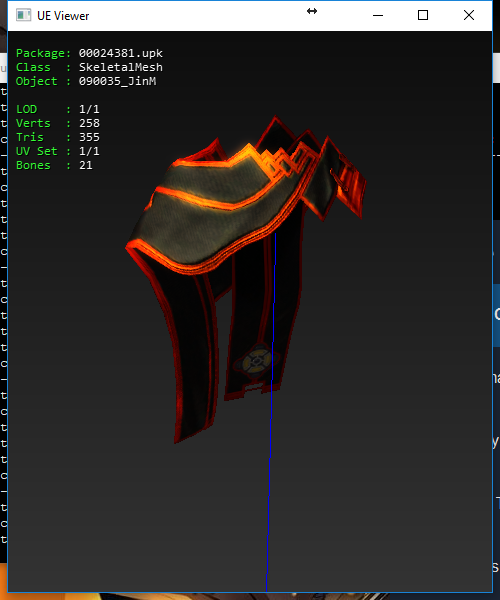 UE Viewer
Package: 00024381.upk
Class : SkeletalMesh
Object : 090035_JinM
LOD : 1/1
Verts : 258
Tris : 355
UV Set : 1/1
Bones : 21